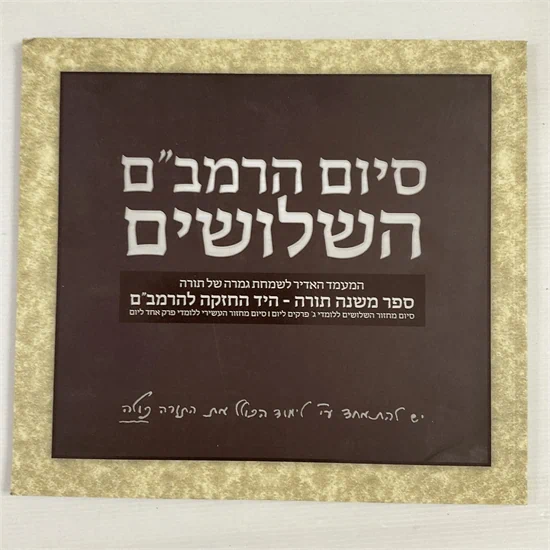 סיום הרמב"ם
השלושים
המעמד האדיר לשמחת גמרה של תורה
ספר משנה תורה - היד החזקה להרמב"ם
סיום מחזור השלושים ללומדי ג' פרקים ליום | סיום מחזור העשירי ללומדי פרק אחד ליום
יש להתאחד ע"י לימוד הכולל את התורה כולה